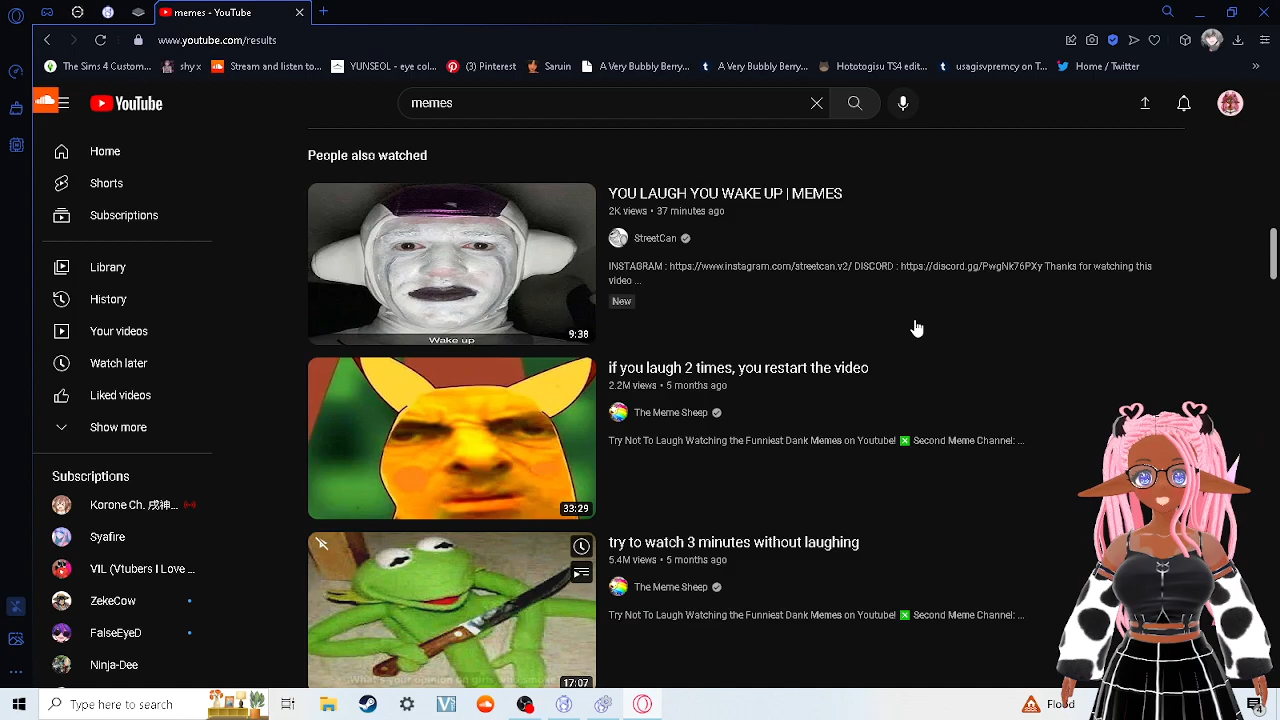 memes - YouTube
www.youtube.com/results
The Sims 4 Custom...
shy x
Stream and listen to...
YUNSEOL - eye col...
(3) Pinterest
Saruin
A Very Bubbly Berry...
A Very Bubbly Berry...
Hototogisu TS4 edit...
usagisvpremcy on T...
Home / Twitter
YouTube
memes
Home
Shorts
Subscriptions
Library
History
Your videos
Watch later
Liked videos
Show more
Subscriptions
Korone Ch. 戌神...
Syafire
VIL (Vtubers I Love ...
ZekeCow
FalseEyeD
Ninja-Dee
People also watched
Wake up
9:38
YOU LAUGH YOU WAKE UP | MEMES
2K views • 37 minutes ago
StreetCan
INSTAGRAM : https://www.instagram.com/streetcan.v2/ DISCORD : https://discord.gg/PwgNk76PXy Thanks for watching this
video ...
New
33:29
if you laugh 2 times, you restart the video
2.2M views • 5 months ago
The Meme Sheep
Try Not To Laugh Watching the Funniest Dank Memes on Youtube! Second Meme Channel: ...
What's your opinion on girls who smoke
17:07
try to watch 3 minutes without laughing
5.4M views • 5 months ago
The Meme Sheep
Try Not To Laugh Watching the Funniest Dank Memes on Youtube! Second Meme Channel: ...
Type here to search